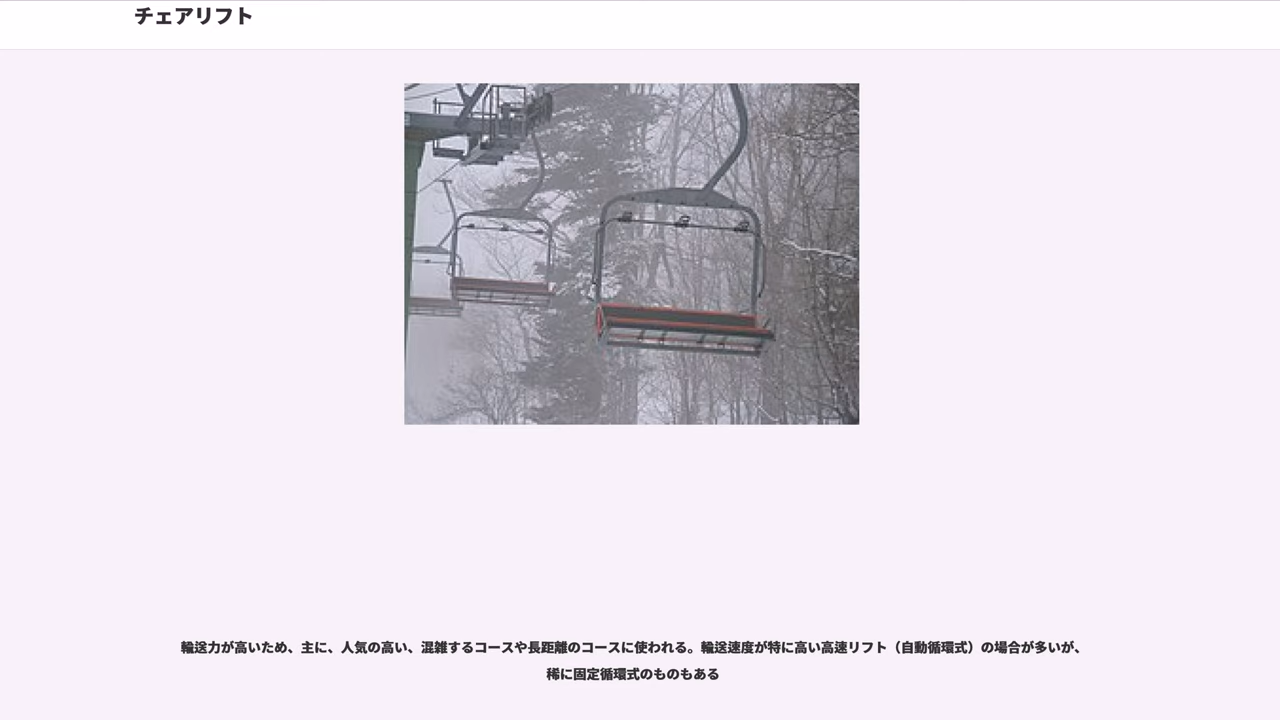 チェアリフト
輸送力が高いため、主に、人気の高い、混雑するコースや長距離のコースに使われる。輸送速度が特に高い高速リフト（自動循環式）の場合が多いが、
稀に固定循環式のものもある